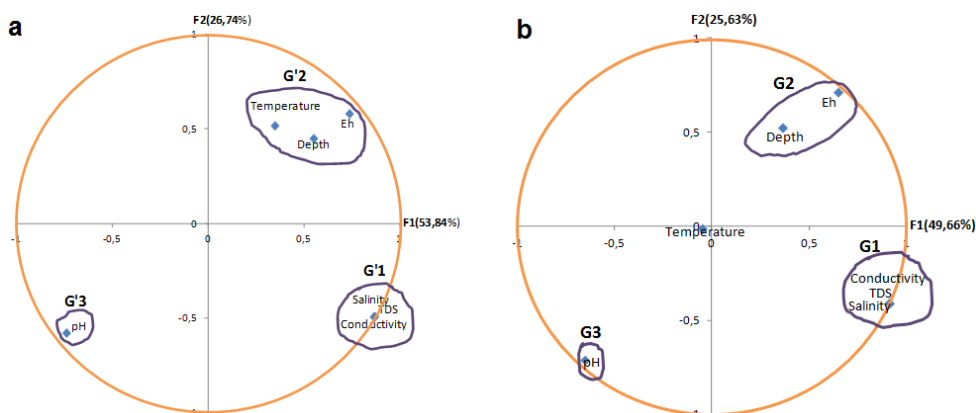 a
F2(26,74%)
1
G'2
Temperature
Eh
0,5
Depth
0
F1(53,84%)
-1
-0,5
0
0,5
1
G'3
pH
G'1
Salinity
TDS
Conductivity
-0,5
-1
b
F2(25,63%)
1
G2
Eh
0,5
Depth
0
F1(49,66%)
Temperature
-1
-0,5
0
0,5
1
G1
Conductivity
TDS
Salinity
-0,5
G3
pH
-1